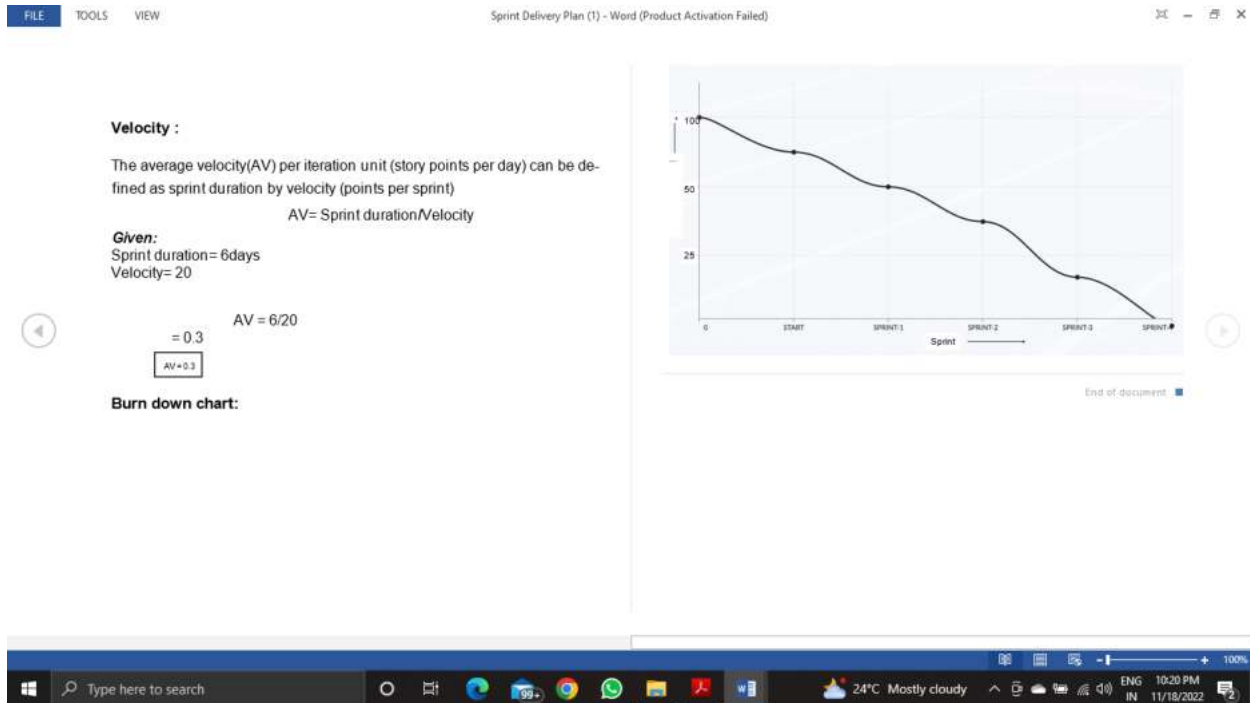 FILE TOOLS VIEW
Sprint Delivery Plan (1) - Word (Product Activation Failed)
Velocity :
The average velocity(AV) per iteration unit (story points per day) can be de-
fined as sprint duration by velocity (points per sprint)
AV= Sprint duration/Velocity
Given:
Sprint duration= 6days
Velocity= 20
AV = 6/20
= 0.3
AV=0.3
Burn down chart:
100
50
25
0 START SPRINT-1 SPRINT-2 SPRINT-3 SPRINT-
Sprint
End of document
100%
Type here to search
99+
24°C Mostly cloudy
ENG
IN
10:20 PM
11/18/2022
2